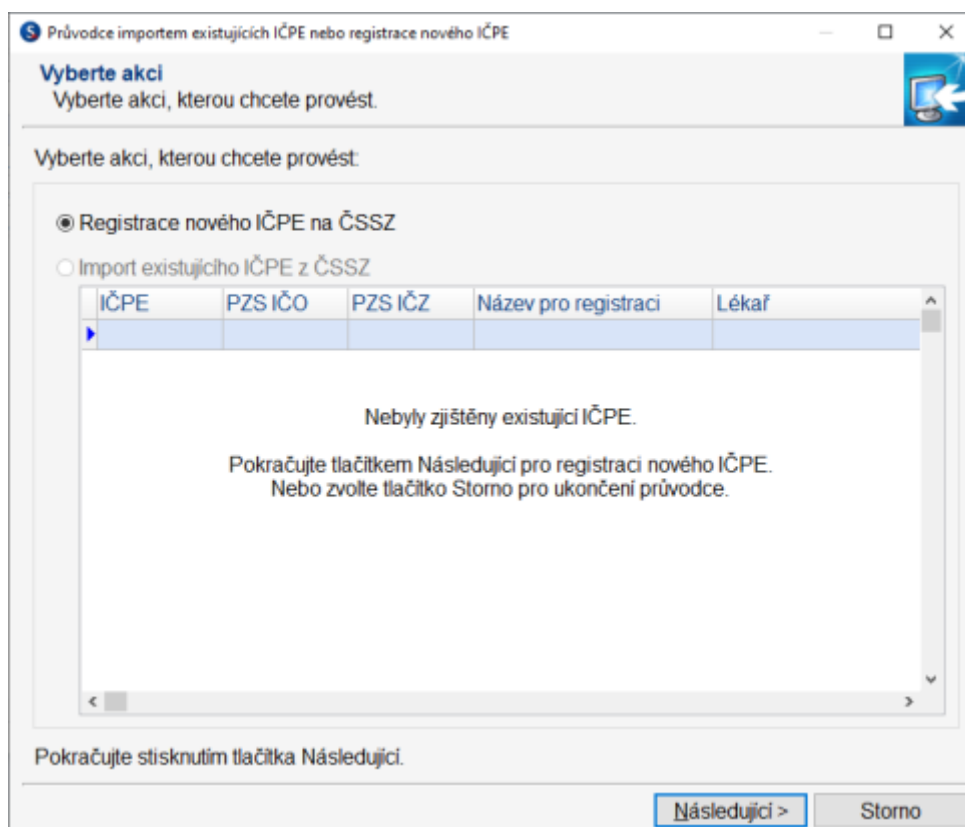 Průvodce importem existujících IČPE nebo registrace nového IČPE
Vyberte akci
Vyberte akci, kterou chcete provést.
Vyberte akci, kterou chcete provést:
Registrace nového IČPE na ČSSZ
Import existujícího IČPE z ČSSZ
IČPE PZS IČO PZS IČZ Název pro registraci Lékař
Nebyly zjištěny existující IČPE.
Pokračujte tlačítkem Následující pro registraci nového IČPE.
Nebo zvolte tlačítko Storno pro ukončení průvodce.
Pokračujte stisknutím tlačítka Následující.
Následující > Storno